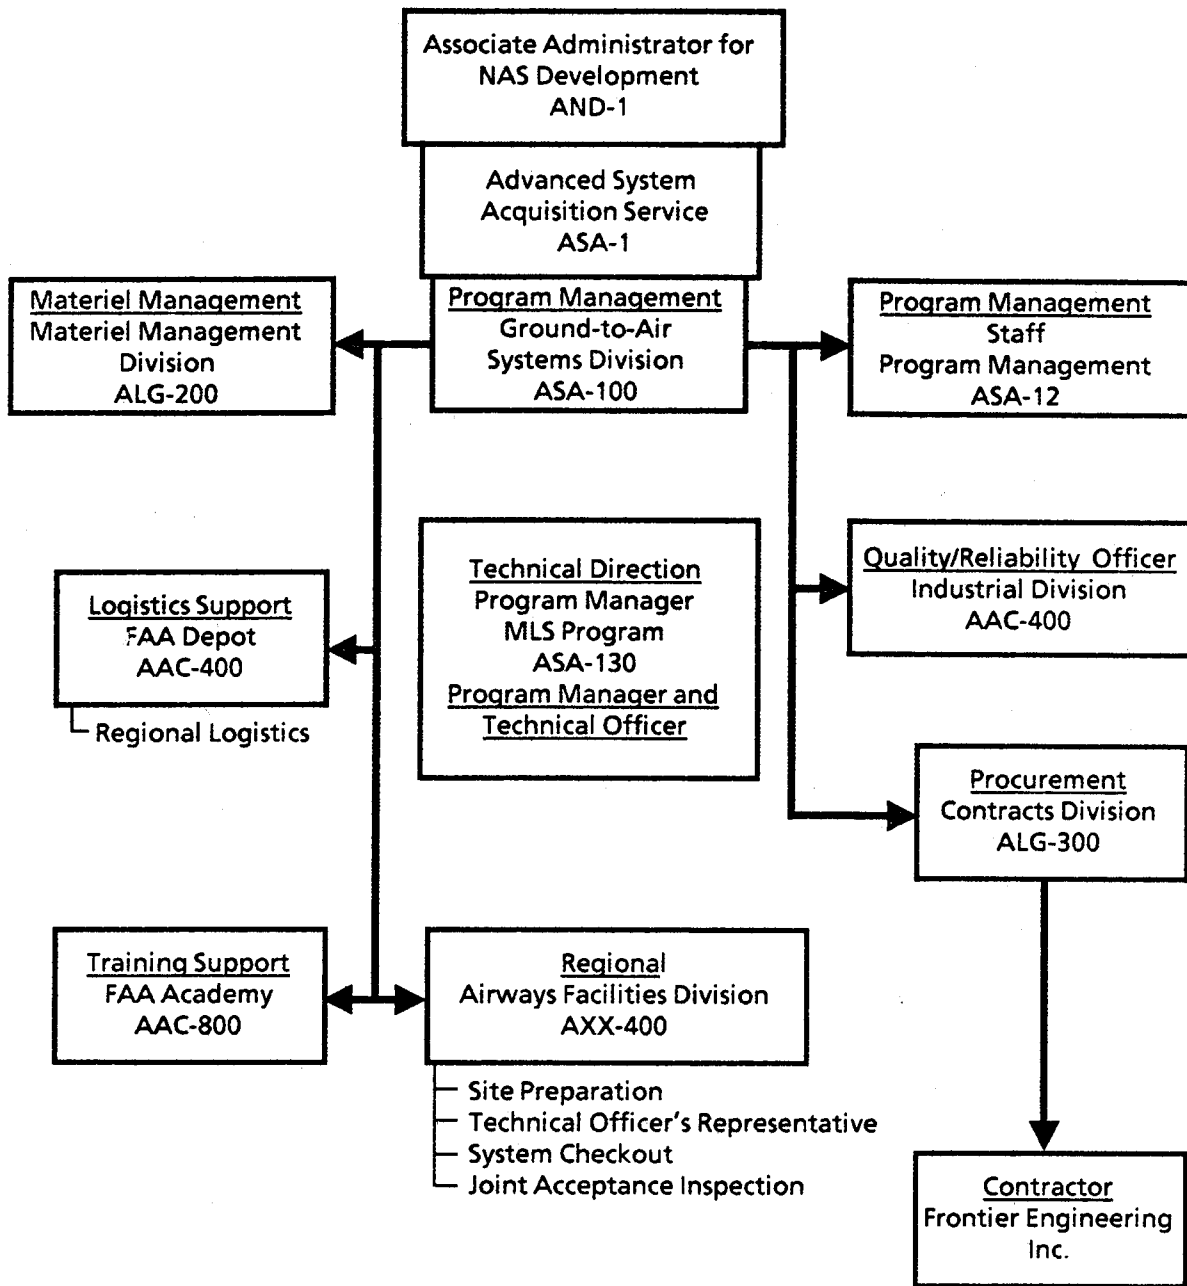 Associate Administrator for
NAS Development
AND-1
Advanced System
Acquisition Service
ASA-1
Materiel Management
Materiel Management
Division
ALG-200
Program Management
Ground-to-Air
Systems Division
ASA-100
Program Management
Staff
Program Management
ASA-12
Logistics Support
FAA Depot
AAC-400
Regional Logistics
Technical Direction
Program Manager
MLS Program
ASA-130
Program Manager and
Technical Officer
Quality/Reliability Officer
Industrial Division
AAC-400
Procurement
Contracts Division
ALG-300
Training Support
FAA Academy
AAC-800
Regional
Airways Facilities Division
AXX-400
Site Preparation
Technical Officer's Representative
System Checkout
Joint Acceptance Inspection
Contractor
Frontier Engineering
Inc.